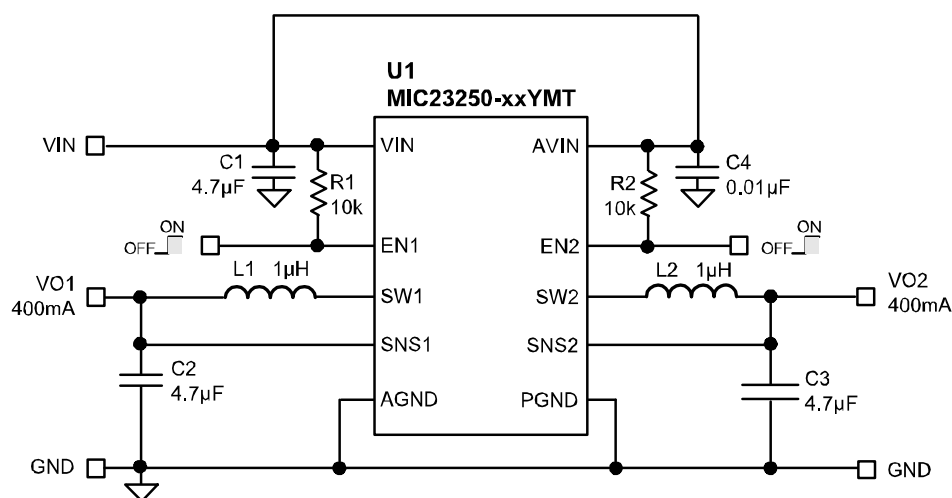 U1
MIC23250-xxYMT
VIN
VIN
AVIN
C1
4.7µF
R1
10k
R2
10k
C4
0.01µF
ON
OFF
EN1
EN2
ON
OFF
L1 1µH
L2 1µH
VO1
400mA
SW1
SW2
VO2
400mA
SNS1
SNS2
C2
4.7µF
AGND
PGND
C3
4.7µF
GND
GND